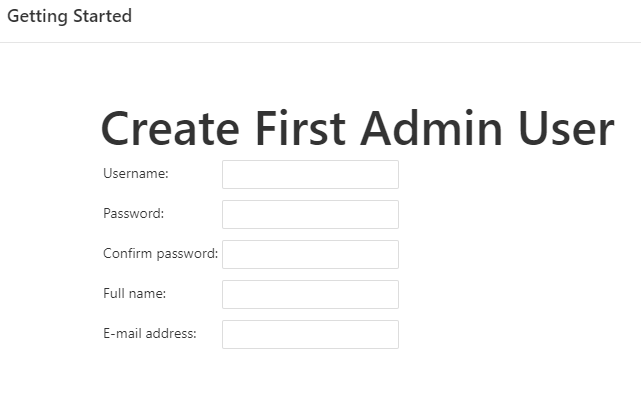 Getting Started
Create First Admin User
Username:
Password:
Confirm password:
Full name:
E-mail address: